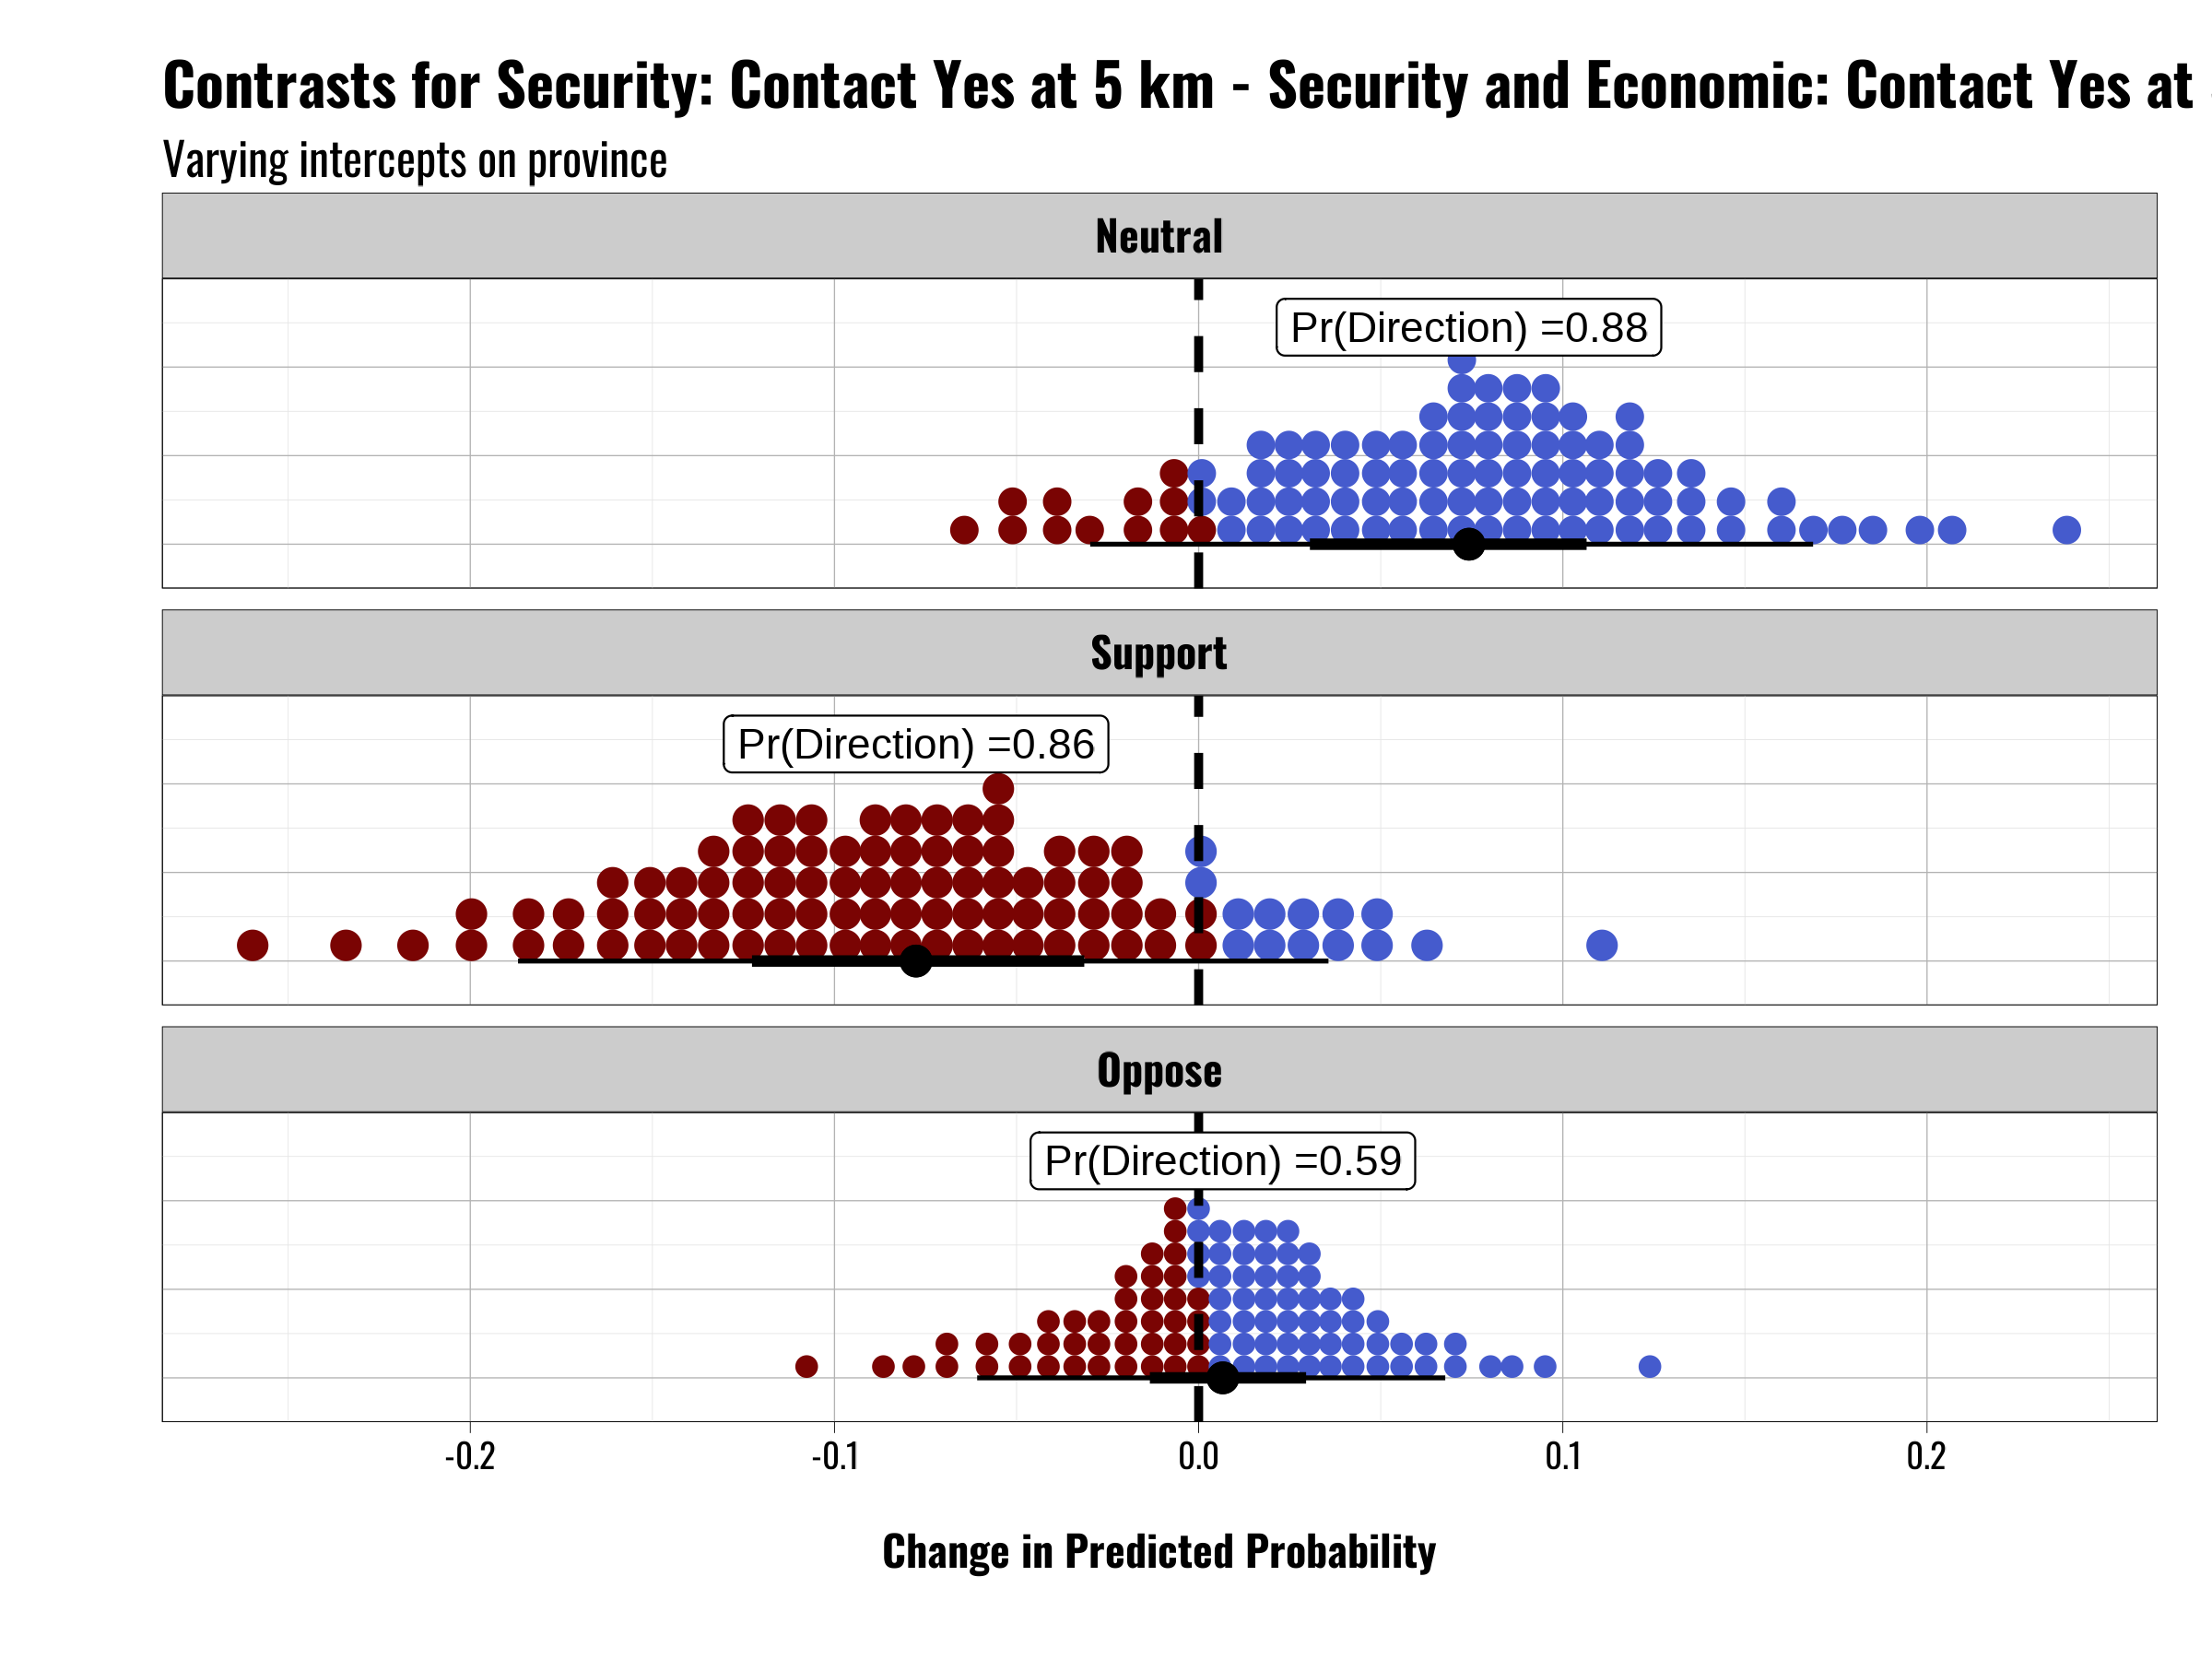 Contrasts for Security: Contact Yes at 5 km - Security and Economic: Contact Yes at
Varying intercepts on province
Neutral
Pr(Direction) =0.88
Support
Pr(Direction) =0.86
Oppose
Pr(Direction) =0.59
-0.2 -0.1 0.0 0.1 0.2
Change in Predicted Probability